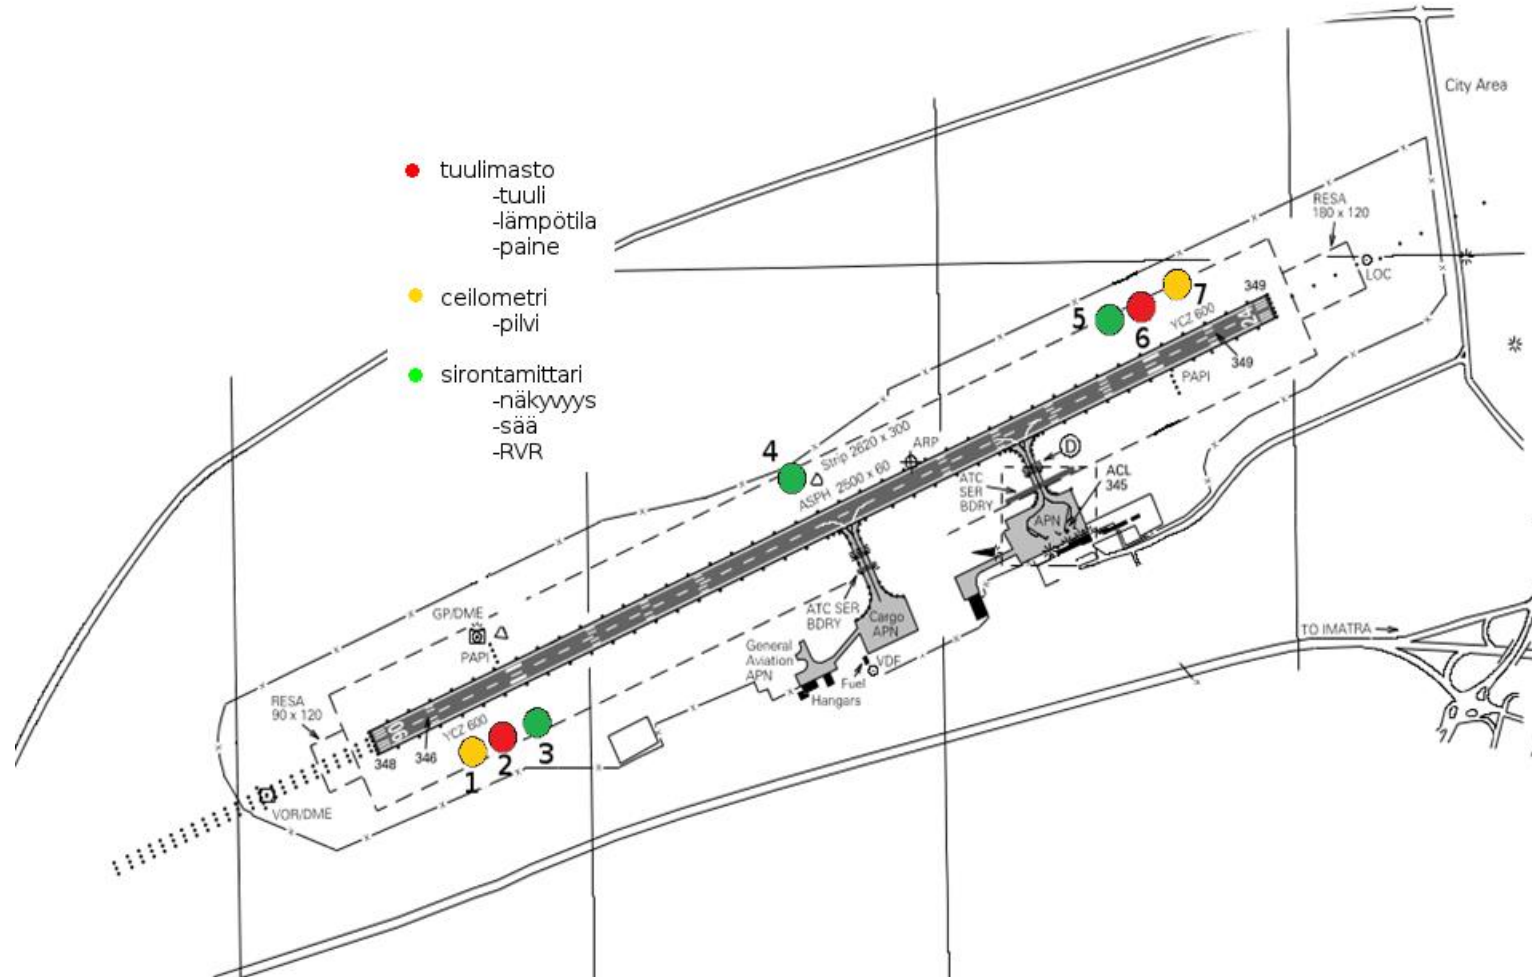 City Area
tuulimasto
-tuuli
-lämpötila
-paine
ceilometri
-pilvi
sirontamittari
-näkyvyys
-sää
-RVR
RESA
180 x 120
LOC
7
349
24
5
6
YCZ 600
349
PAPI
4
Strip 2620 x 300
ARP
ASPH 2500 x 60
D
ATC
SER
BDRY
ACL
345
APN
GP/DME
PAPI
ATC SER
BDRY
Cargo
APN
General
Aviation
APN
VDF
Fuel
Hangars
TO IMATRA
RESA
90 x 120
06
YCZ 600
348
346
1
2
3
VOR/DME